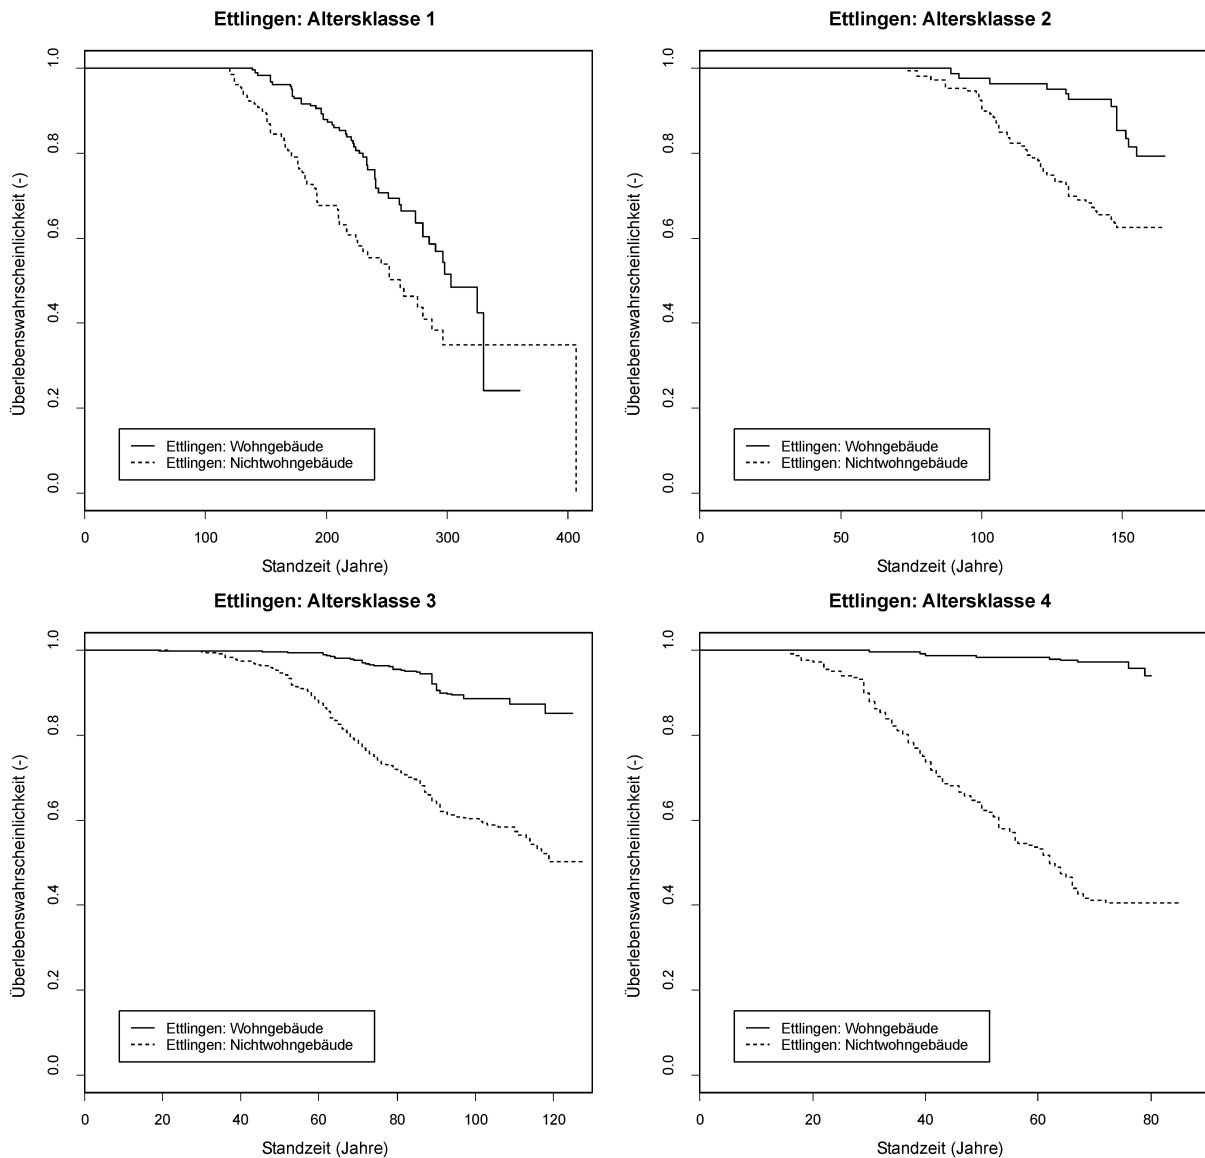 Ettlingen: Altersklasse 1
Überlebenswahrscheinlichkeit (-)
1.0
0.8
0.6
0.4
0.2
0.0
Ettlingen: Wohngebäude
Ettlingen: Nichtwohngebäude
0 100 200 300 400
Standzeit (Jahre)
Ettlingen: Altersklasse 2
Überlebenswahrscheinlichkeit (-)
1.0
0.8
0.6
0.4
0.2
0.0
Ettlingen: Wohngebäude
Ettlingen: Nichtwohngebäude
0 50 100 150
Standzeit (Jahre)
Ettlingen: Altersklasse 3
Überlebenswahrscheinlichkeit (-)
1.0
0.8
0.6
0.4
0.2
0.0
Ettlingen: Wohngebäude
Ettlingen: Nichtwohngebäude
0 20 40 60 80 100 120
Standzeit (Jahre)
Ettlingen: Altersklasse 4
Überlebenswahrscheinlichkeit (-)
1.0
0.8
0.6
0.4
0.2
0.0
Ettlingen: Wohngebäude
Ettlingen: Nichtwohngebäude
0 20 40 60 80
Standzeit (Jahre)